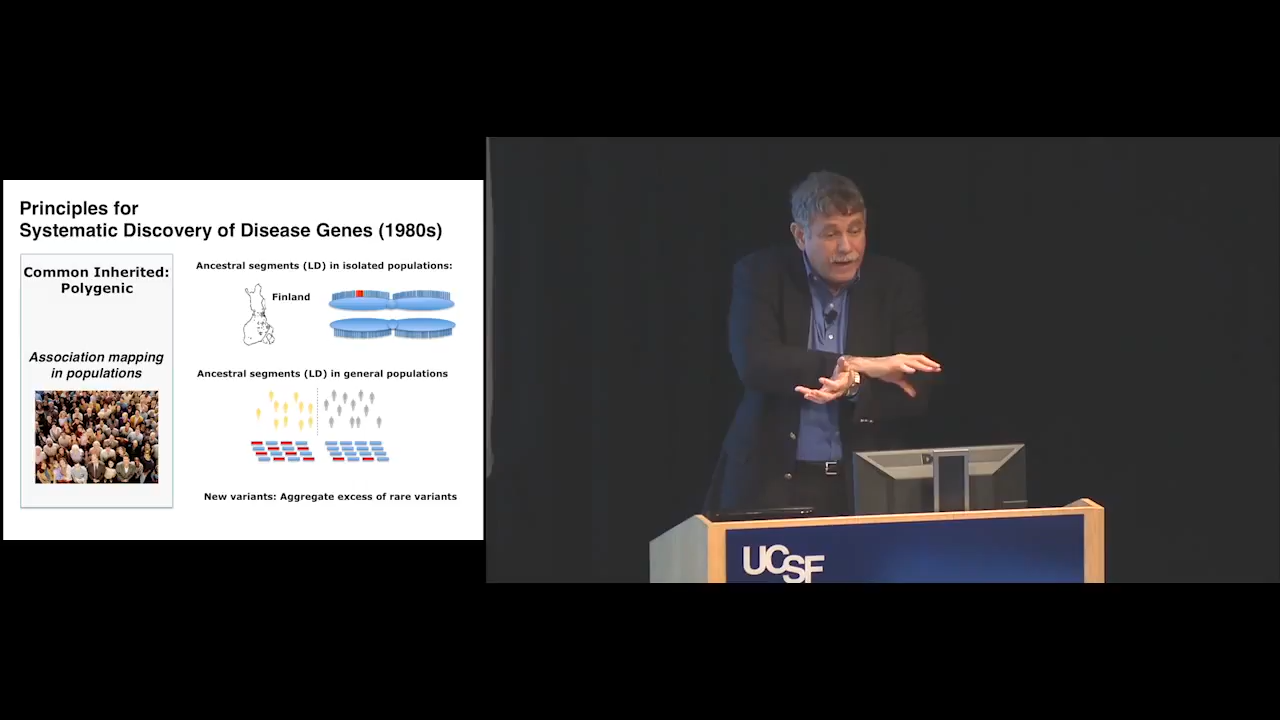 Principles for
Systematic Discovery of Disease Genes (1980s)
Common Inherited:
Polygenic
Association mapping
in populations
Ancestral segments (LD) in isolated populations:
Finland
Ancestral segments (LD) in general populations
New variants: Aggregate excess of rare variants
UCSF